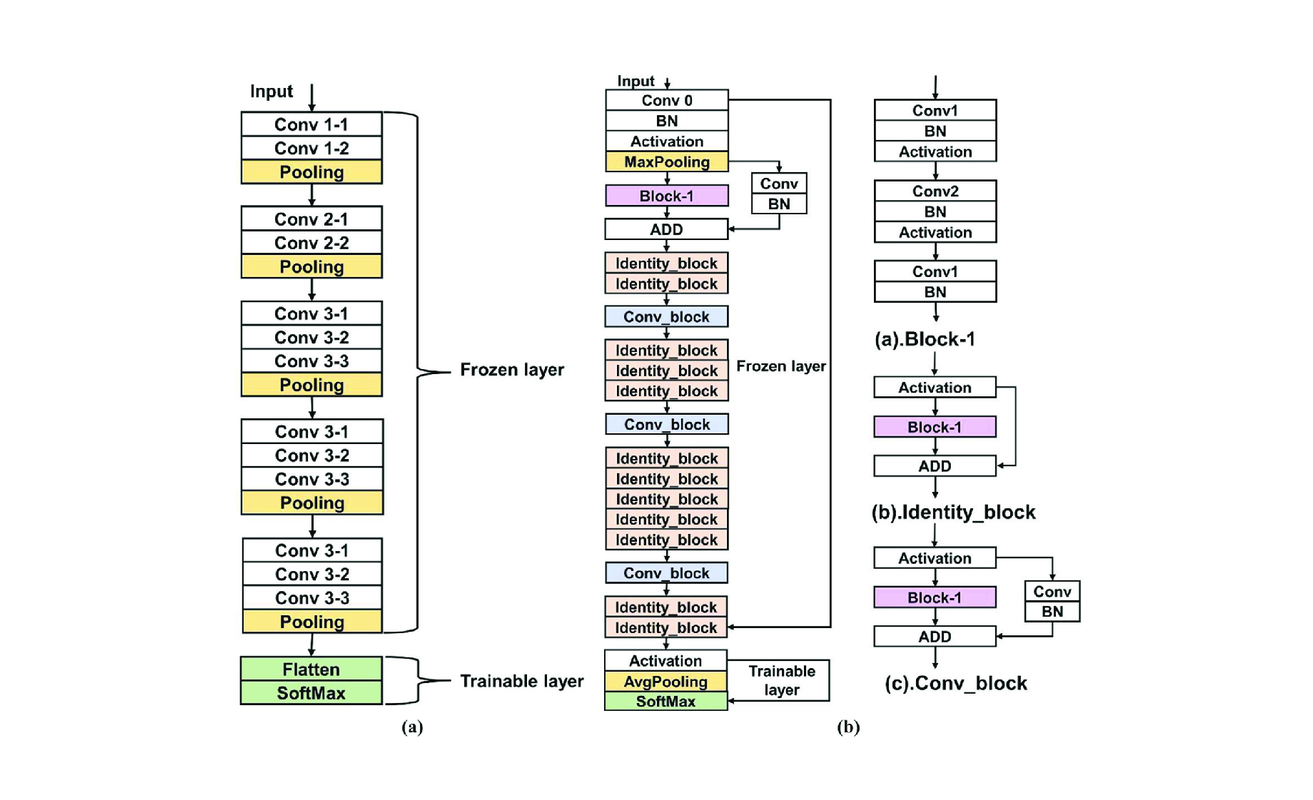 Input
Conv 1-1
Conv 1-2
Pooling
Conv 2-1
Conv 2-2
Pooling
Conv 3-1
Conv 3-2
Conv 3-3
Pooling
Conv 3-1
Conv 3-2
Conv 3-3
Pooling
Conv 3-1
Conv 3-2
Conv 3-3
Pooling
Frozen layer
Flatten
SoftMax
Trainable layer
(a)
Input
Conv 0
BN
Activation
MaxPooling
Conv
BN
Block-1
ADD
Identity_block
Identity_block
Conv_block
Identity_block
Identity_block
Identity_block
Frozen layer
Conv_block
Identity_block
Identity_block
Identity_block
Identity_block
Identity_block
Conv_block
Identity_block
Identity_block
Activation
AvgPooling
SoftMax
Trainable
layer
Conv1
BN
Activation
Conv2
BN
Activation
Conv1
BN
(a).Block-1
Activation
Block-1
ADD
(b).Identity_block
Activation
Block-1
ADD
Conv
BN
(c).Conv_block
(b)